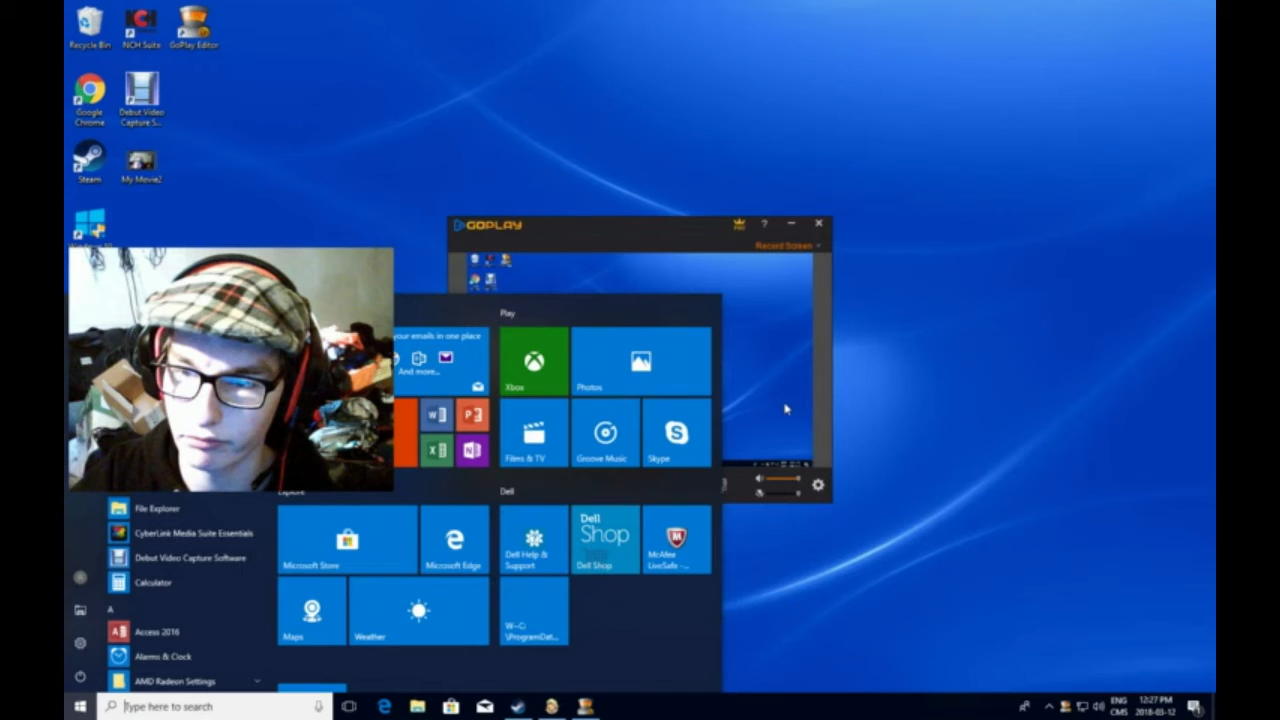 Recycle Bin
NCH Suite
GoPlay Editor
Google
Chrome
Debut Video
Capture S...
Steam
My Movie2
GOPLAY
?
Record Screen
Play
your emails in one place
And more...
Xbox
Photos
Films & TV
Groove Music
Skype
Explore
Dell
File Explorer
CyberLink Media Suite Essentials
Debut Video Capture Software
Calculator
A
Access 2016
Alarms & Clock
AMD Radeon Settings
Microsoft Store
Microsoft Edge
Dell Help &
Support
Dell
Shop
Dell Shop
McAfee
LiveSafe -...
Maps
Weather
W~C:
\ProgramDat...
Type here to search
ENG
CMS
12:27 PM
2018-03-12